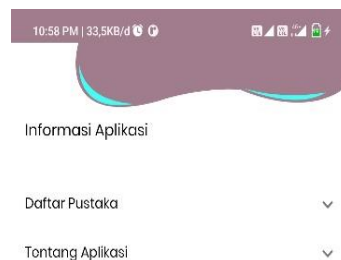 10:58 PM | 33,5KB/d
Informasi Aplikasi
Daftar Pustaka
Tentang Aplikasi